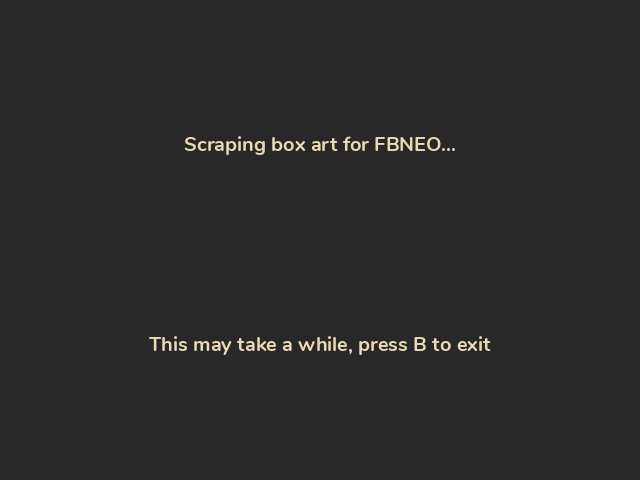 Scraping box art for FBNEO...
This may take a while, press B to exit